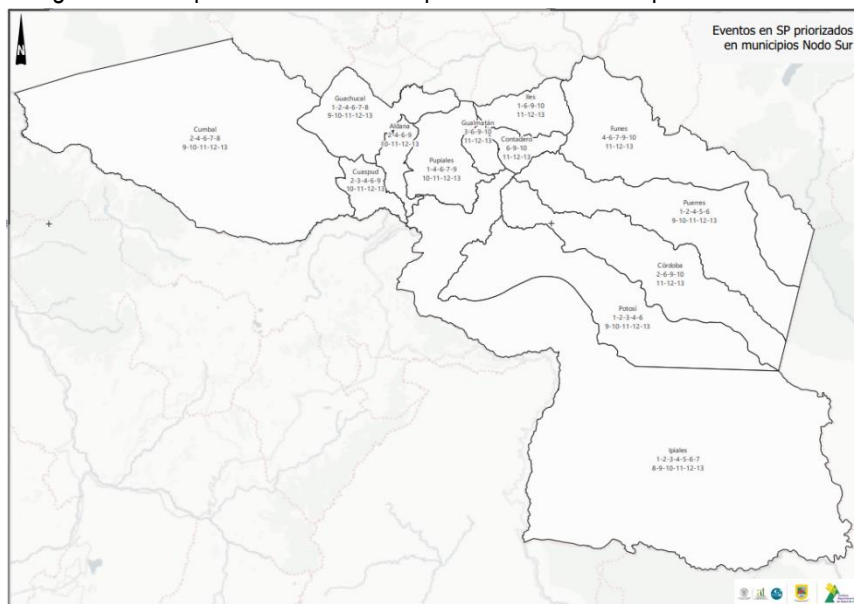 Eventos en SP priorizados
en municipios Nodo Sur
N
Cumbal
2-4-6-7-8
9-10-11-12-13
Guachucal
1-2-4-6-7-8
9-10-11-12-13
Aldana
2-4-6-9
10-11-12-13
Cuaspud
2-3-4-6-9
10-11-12-13
Pupiales
1-4-6-7-9
10-11-12-13
Gualmatán
3-6-9-10
11-12-13
Iles
1-6-9-10
11-12-13
Contadero
6-9-10
11-12-13
Funes
4-6-7-9-10
11-12-13
Puerres
1-2-4-5-6
9-10-11-12-13
Córdoba
2-6-9-10
11-12-13
Potosí
1-2-3-4-6
9-10-11-12-13
Ipiales
1-2-3-4-5-6-7
8-9-10-11-12-13